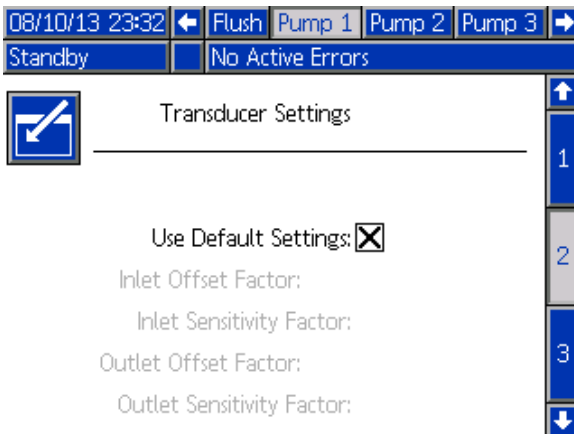 08/10/13 23:32 Flush Pump 1 Pump 2 Pump 3
Standby No Active Errors
Transducer Settings
1
Use Default Settings:
2
Inlet Offset Factor:
Inlet Sensitivity Factor:
3
Outlet Offset Factor:
Outlet Sensitivity Factor: